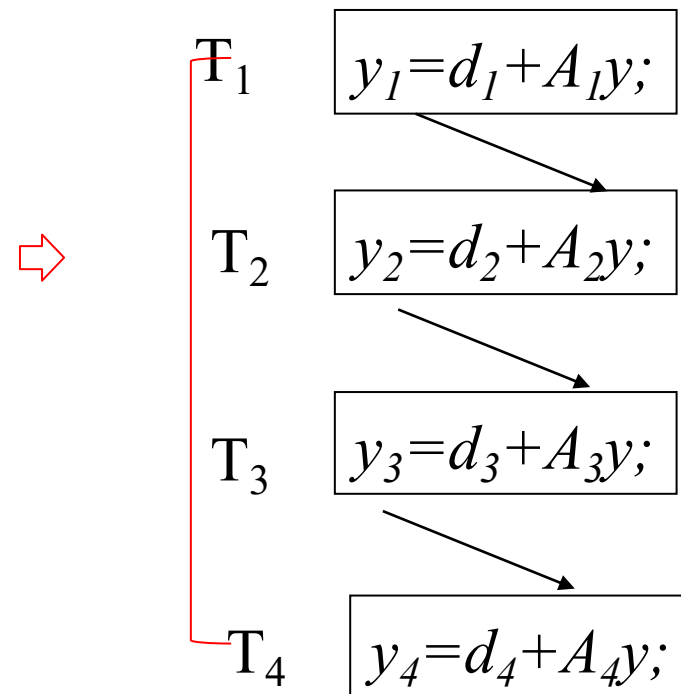 T₁ y₁=d₁+A₁y;
T₂ y₂=d₂+A₂y;
T₃ y₃=d₃+A₃y;
T₄ y₄=d₄+A₄y;